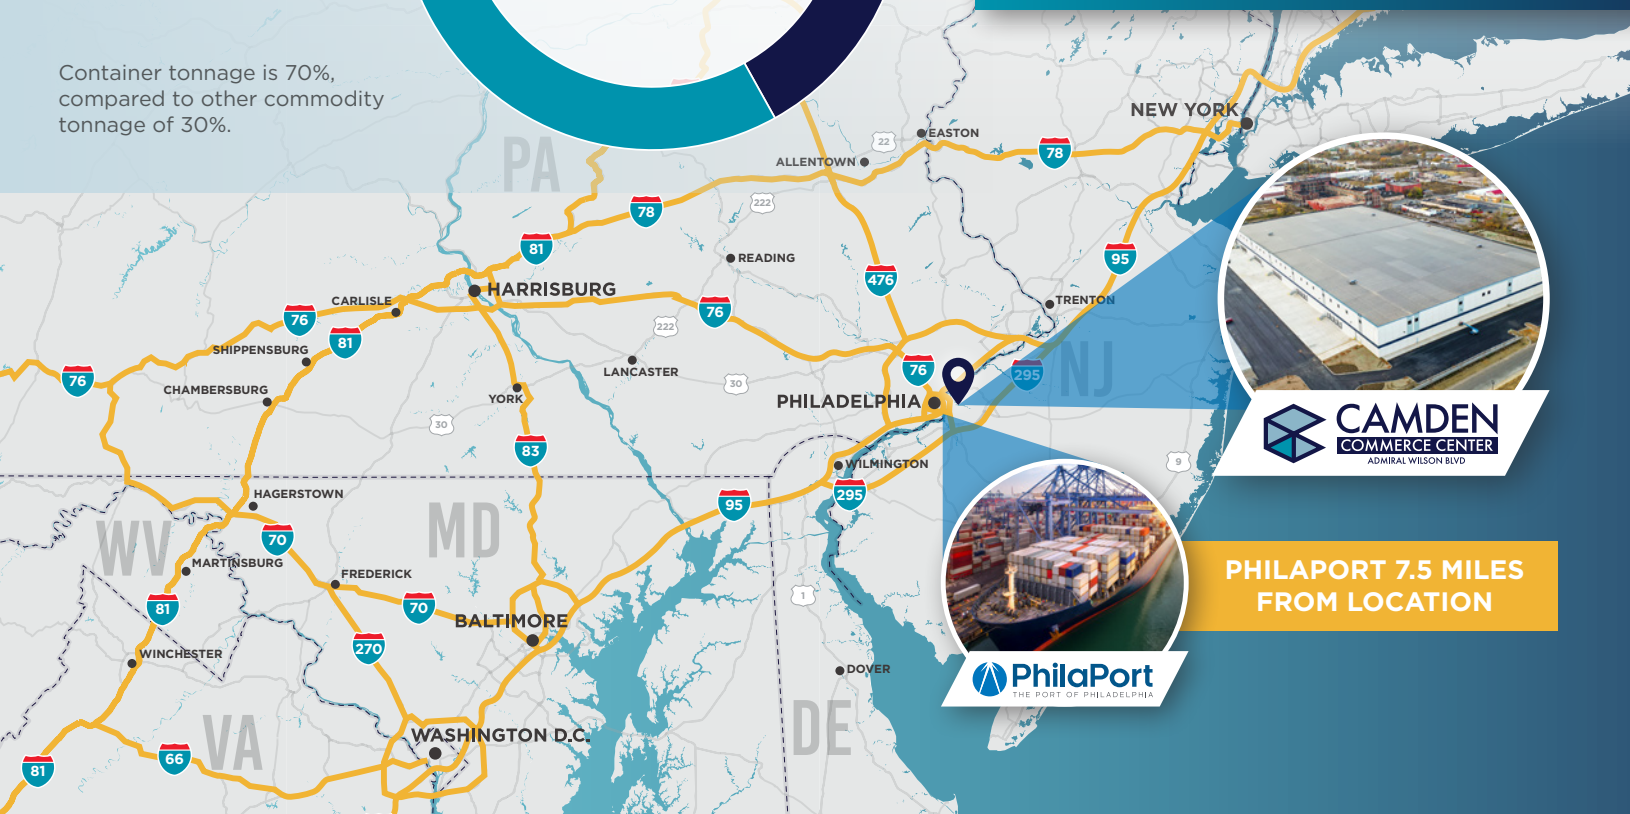 Container tonnage is 70%,
compared to other commodity
tonnage of 30%.
PA
NEW YORK
EASTON
22
78
ALLENTOWN
222
78
81
READING
476
95
HARRISBURG
CARLISLE
76
81
76
222
TRENTON
SHIPPENSBURG
LANCASTER
76
295
NJ
76
CHAMBERSBURG
YORK
30
PHILADELPHIA
30
83
WILMINGTON
9
CAMDEN
COMMERCE CENTER
ADMIRAL WILSON BLVD
HAGERSTOWN
95
295
WV
MD
70
MARTINSBURG
FREDERICK
81
70
1
BALTIMORE
270
WINCHESTER
DOVER
PHILAPORT 7.5 MILES
FROM LOCATION
PhilaPort
THE PORT OF PHILADELPHIA
VA
DE
WASHINGTON D.C.
66
81